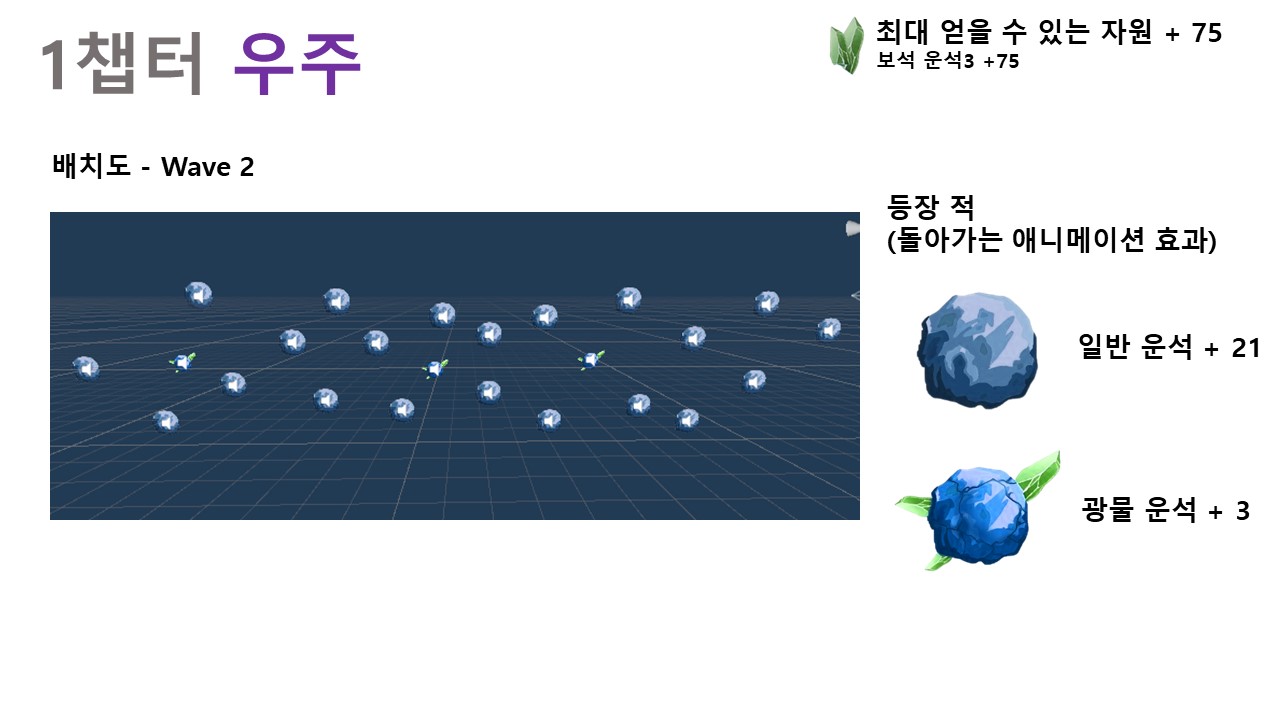 1챕터 우주
최대 얻을 수 있는 자원 + 75
보석 운석3 +75
배치도 - Wave 2
등장 적
(돌아가는 애니메이션 효과)
일반 운석 + 21
광물 운석 + 3